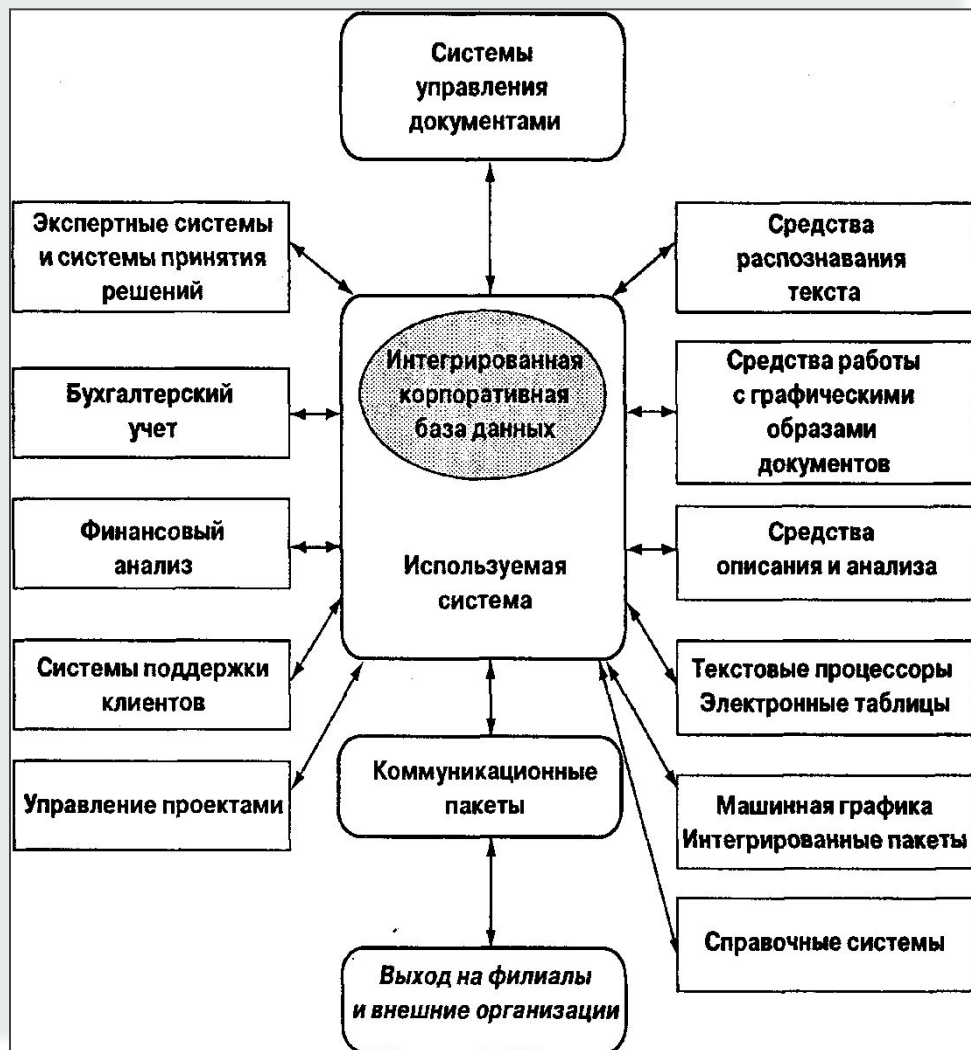 Системы
управления
документами
Экспертные системы
и системы принятия
решений
Средства
распознавания
текста
Интегрированная
корпоративная
база данных
Бухгалтерский
учет
Средства работы
с графическими
образами
документов
Финансовый
анализ
Используемая
система
Средства
описания и анализа
Системы поддержки
клиентов
Текстовые процессоры
Электронные таблицы
Управление проектами
Коммуникационные
пакеты
Машинная графика
Интегрированные пакеты
Справочные системы
Выход на филиалы
и внешние организации